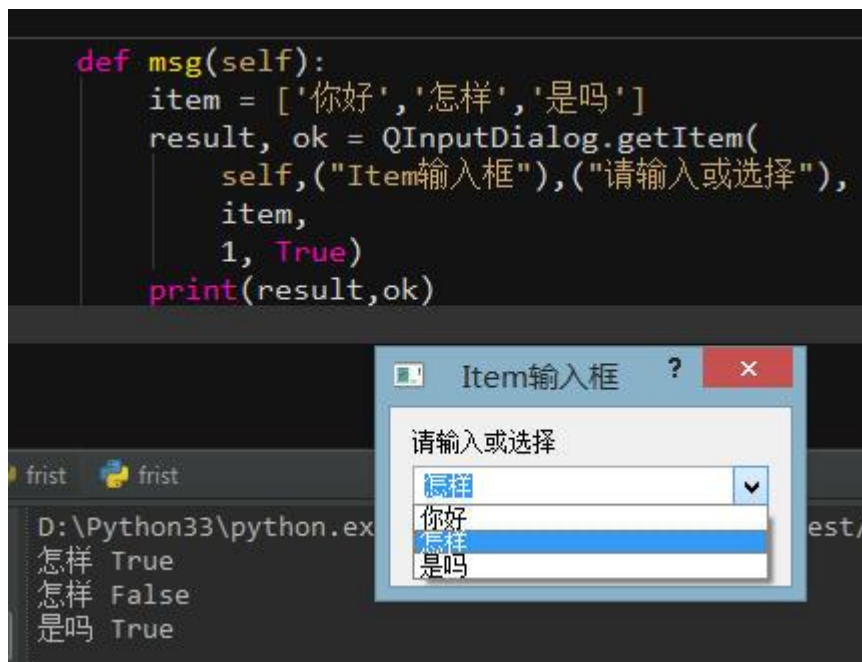 def msg(self):
item = ['你好','怎样','是吗']
result, ok = QInputDialog.getItem(
self,("Item输入框"),("请输入或选择"),
item,
1, True)
print(result,ok)
Item输入框 ?
请输入或选择
怎样
你好
怎样
是吗
frist frist
D:\Python33\python.ex est/
怎样 True
怎样 False
是吗 True